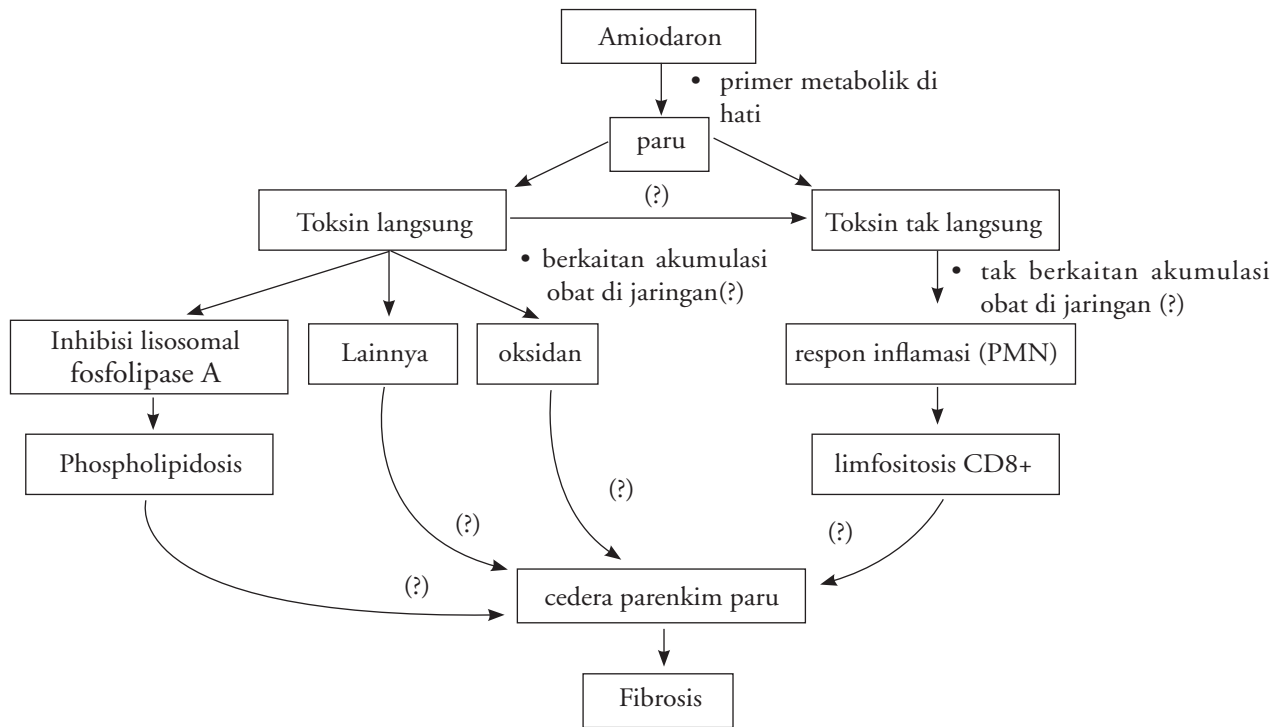 Amiodaron
• primer metabolik di
hati
paru
(?)
Toksin langsung
Toksin tak langsung
• berkaitan akumulasi
obat di jaringan(?)
• tak berkaitan akumulasi
obat di jaringan (?)
Inhibisi lisosomal
fosfolipase A
Lainnya
oksidan
respon inflamasi (PMN)
Phospholipidosis
limfositosis CD8+
(?)
(?)
(?)
(?)
cedera parenkim paru
Fibrosis